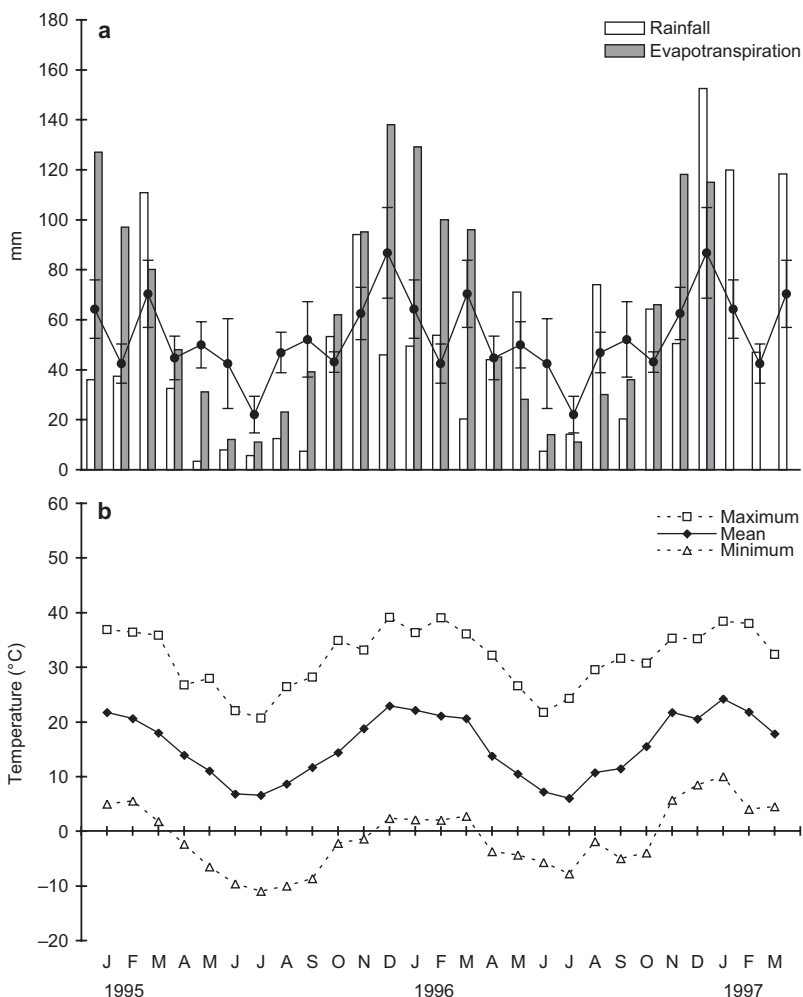 a
Rainfall
Evapotranspiration
180
160
140
120
100
80
60
40
20
0
mm
b
Maximum
Mean
Minimum
60
50
40
30
20
10
0
–10
–20
Temperature (°C)
J F M A M J J A S O N D J F M A M J J A S O N D J F M
1995 1996 1997